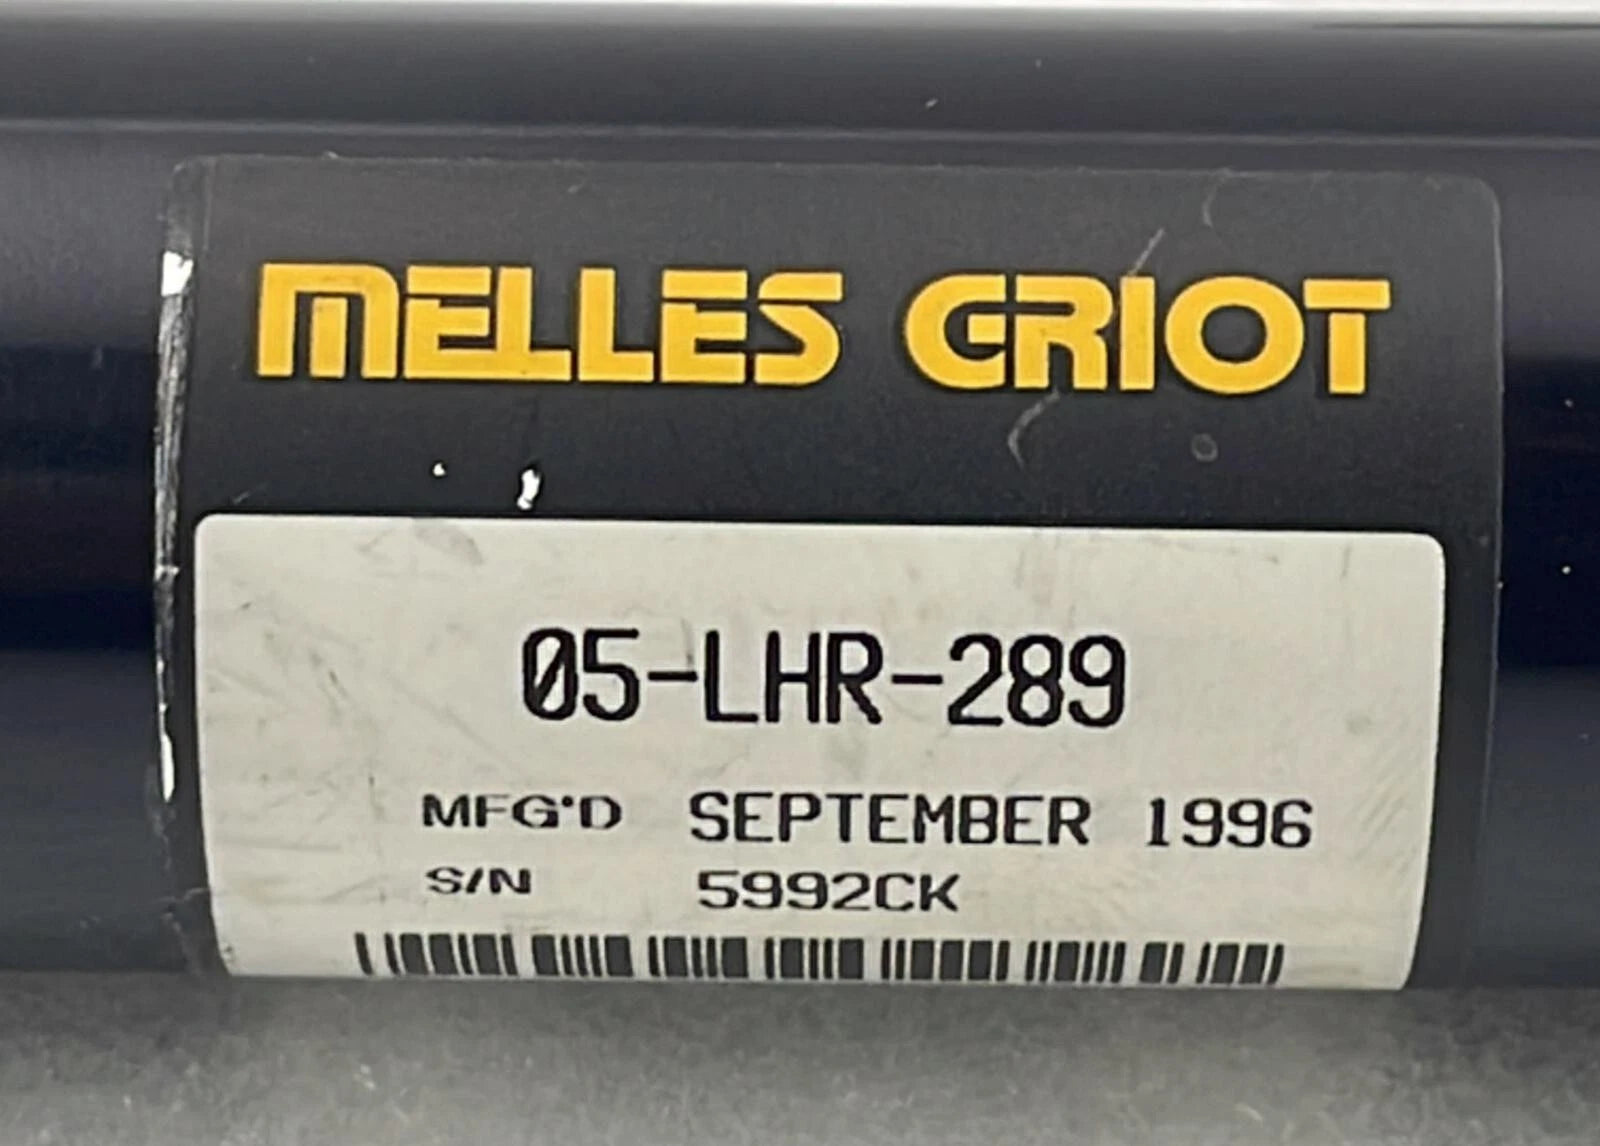 MELLES GRIOT
05-LHR-289
MFG'D SEPTEMBER 1996
S/N 5992CK